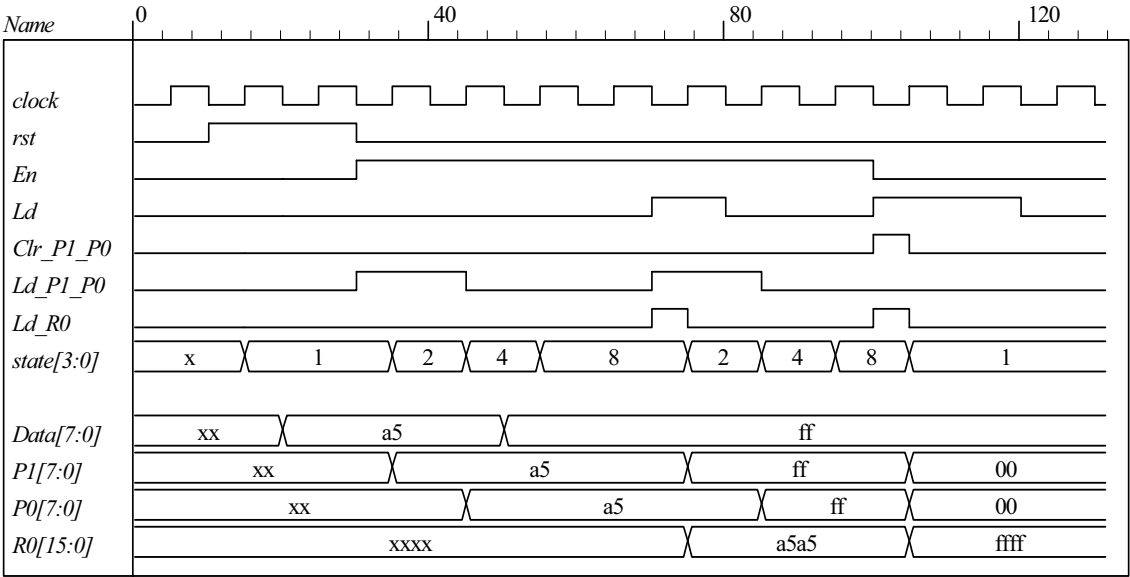 Name 0 40 80 120
clock
rst
En
Ld
Clr_P1_P0
Ld_P1_P0
Ld_R0
state[3:0] x 1 2 4 8 2 4 8 1
Data[7:0] xx a5 ff
P1[7:0] xx a5 ff 00
P0[7:0] xx a5 ff 00
R0[15:0] xxxx a5a5 ffff